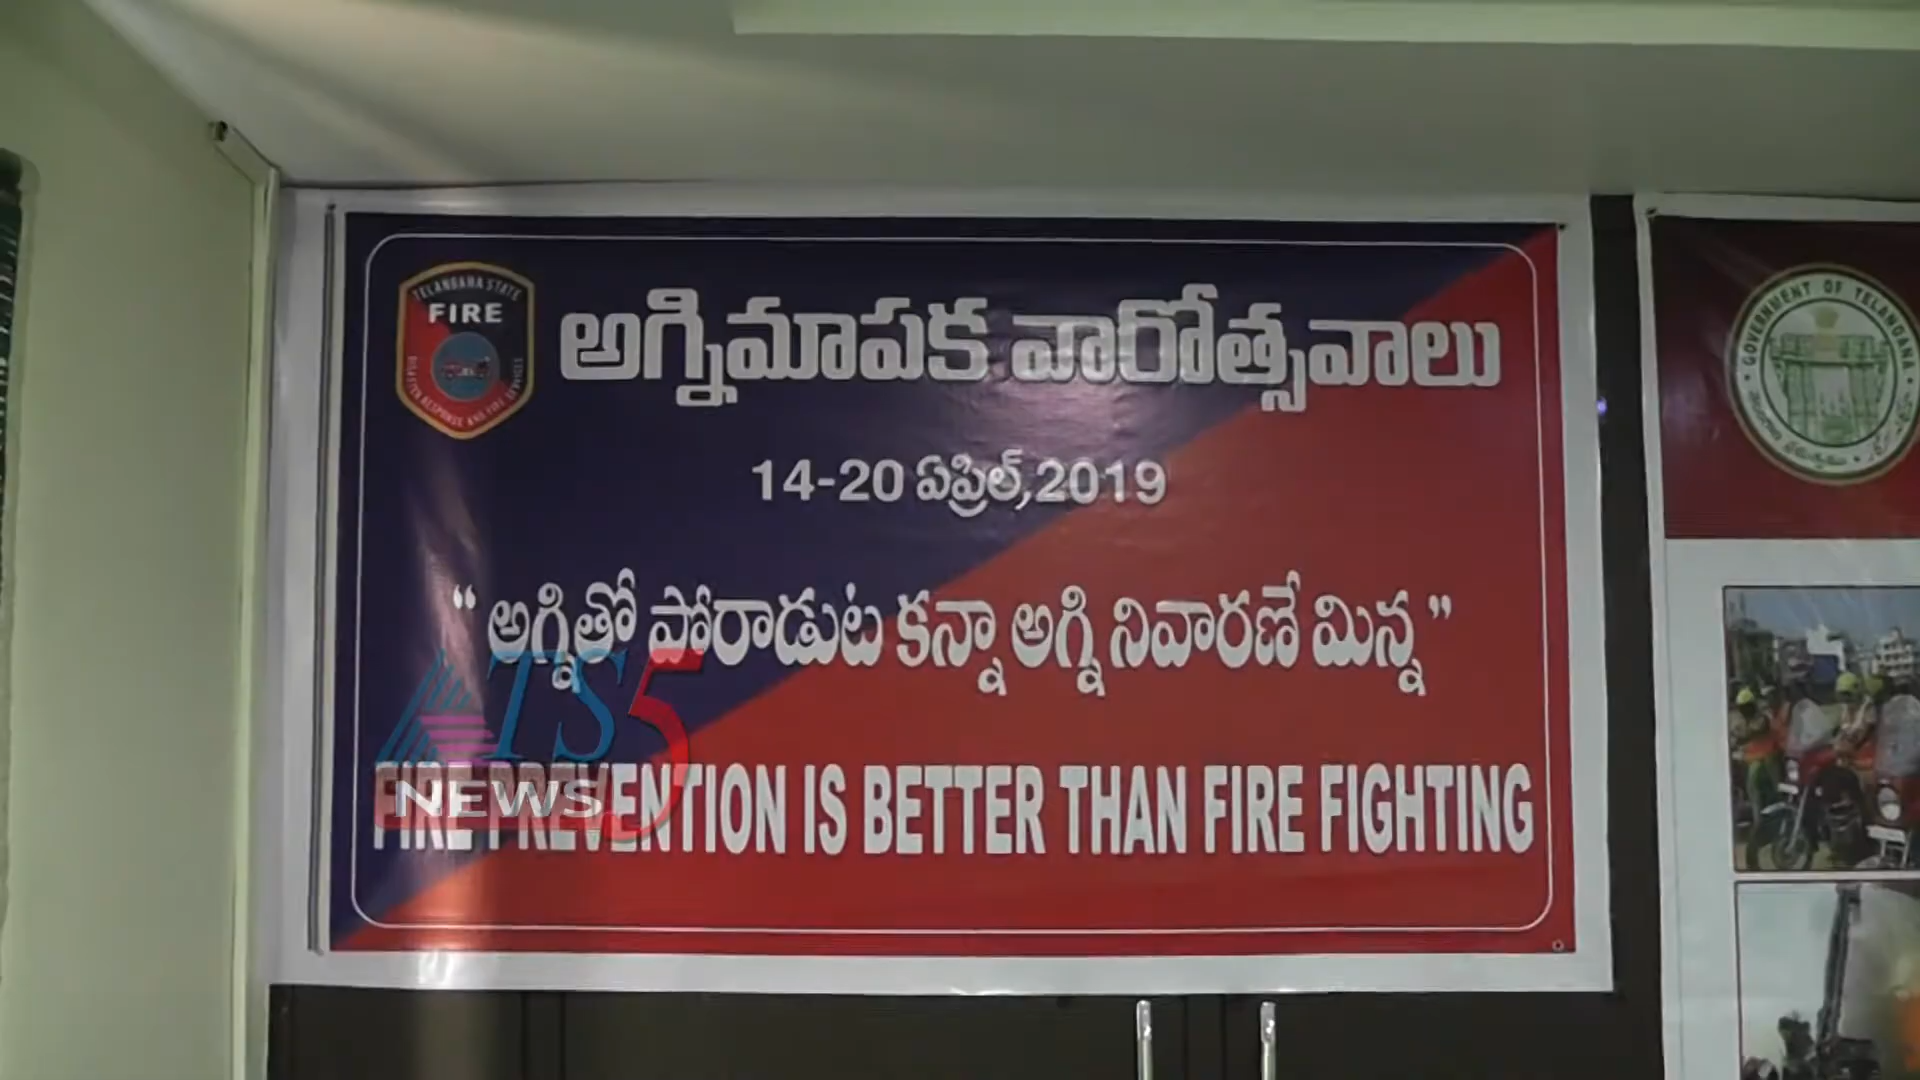 TELANGANA STATE
FIRE
DISASTER RESPONSE AND FIRE SERVICES
అగ్నిమాపక వారోత్సవాలు
14-20 ఏప్రిల్,2019
“ అగ్నితో పోరాడుట కన్నా అగ్ని నివారణే మిన్న ”
FIRE PREVENTION IS BETTER THAN FIRE FIGHTING
TS5
NEWS
GOVERNMENT OF TELANGANA